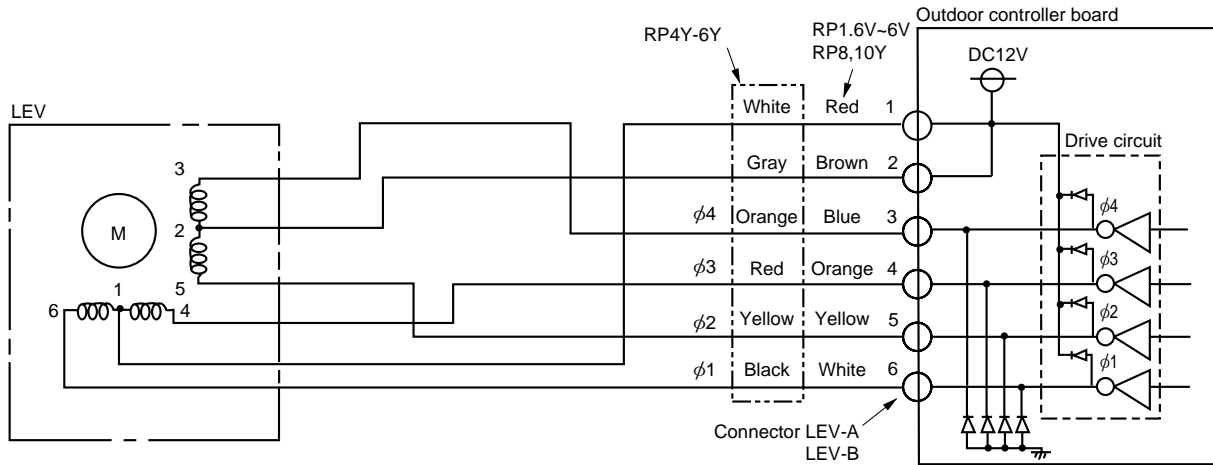 Outdoor controller board
RP4Y-6Y
RP1.6V~6V
RP8,10Y
DC12V
LEV
White Red 1
Drive circuit
3
Gray Brown 2
M
2
ϕ4 Orange Blue 3 ϕ4
5
ϕ3 Red Orange 4 ϕ3
6 1 4
ϕ2 Yellow Yellow 5 ϕ2
ϕ1 Black White 6 ϕ1
Connector LEV-A
LEV-B